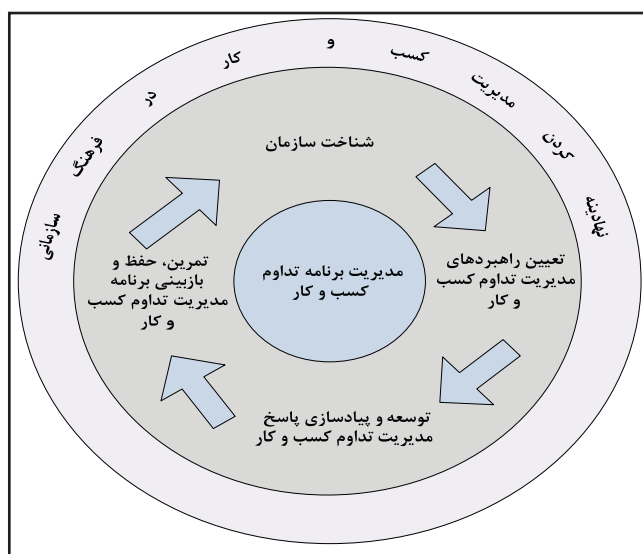 نهادینه کردن مدیریت کسب و کار در فرهنگ سازمانی
شناخت سازمان
تعیین راهبردهای
مدیریت تداوم کسب
و کار
مدیریت برنامه تداوم
کسب و کار
تمرین، حفظ و
بازبینی برنامه
مدیریت تداوم کسب
و کار
توسعه و پیادسازی پاسخ
مدیریت تداوم کسب و کار